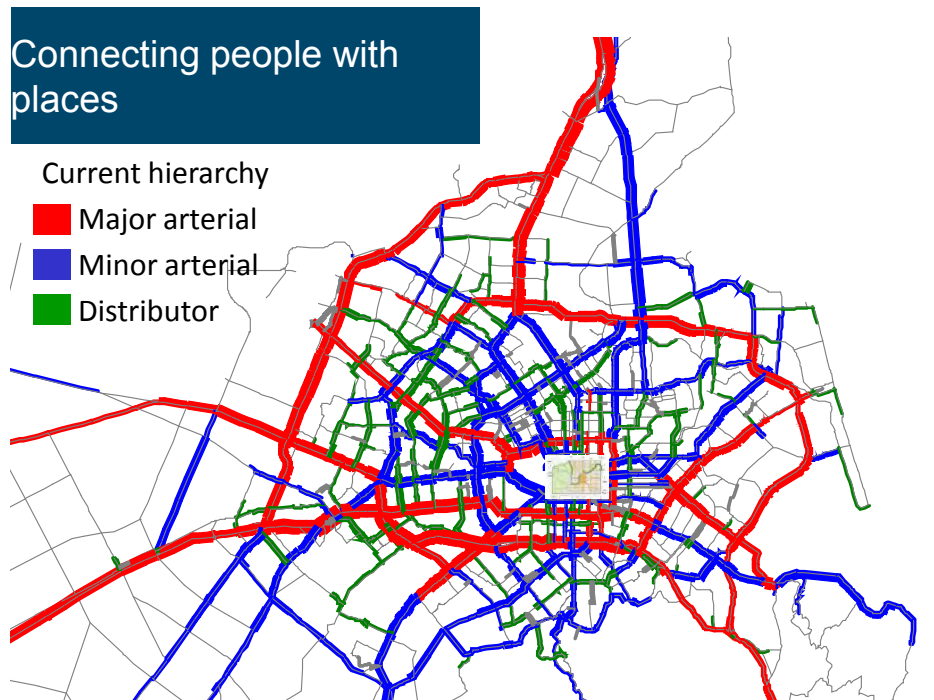 Connecting people with
places
Current hierarchy
Major arterial
Minor arterial
Distributor